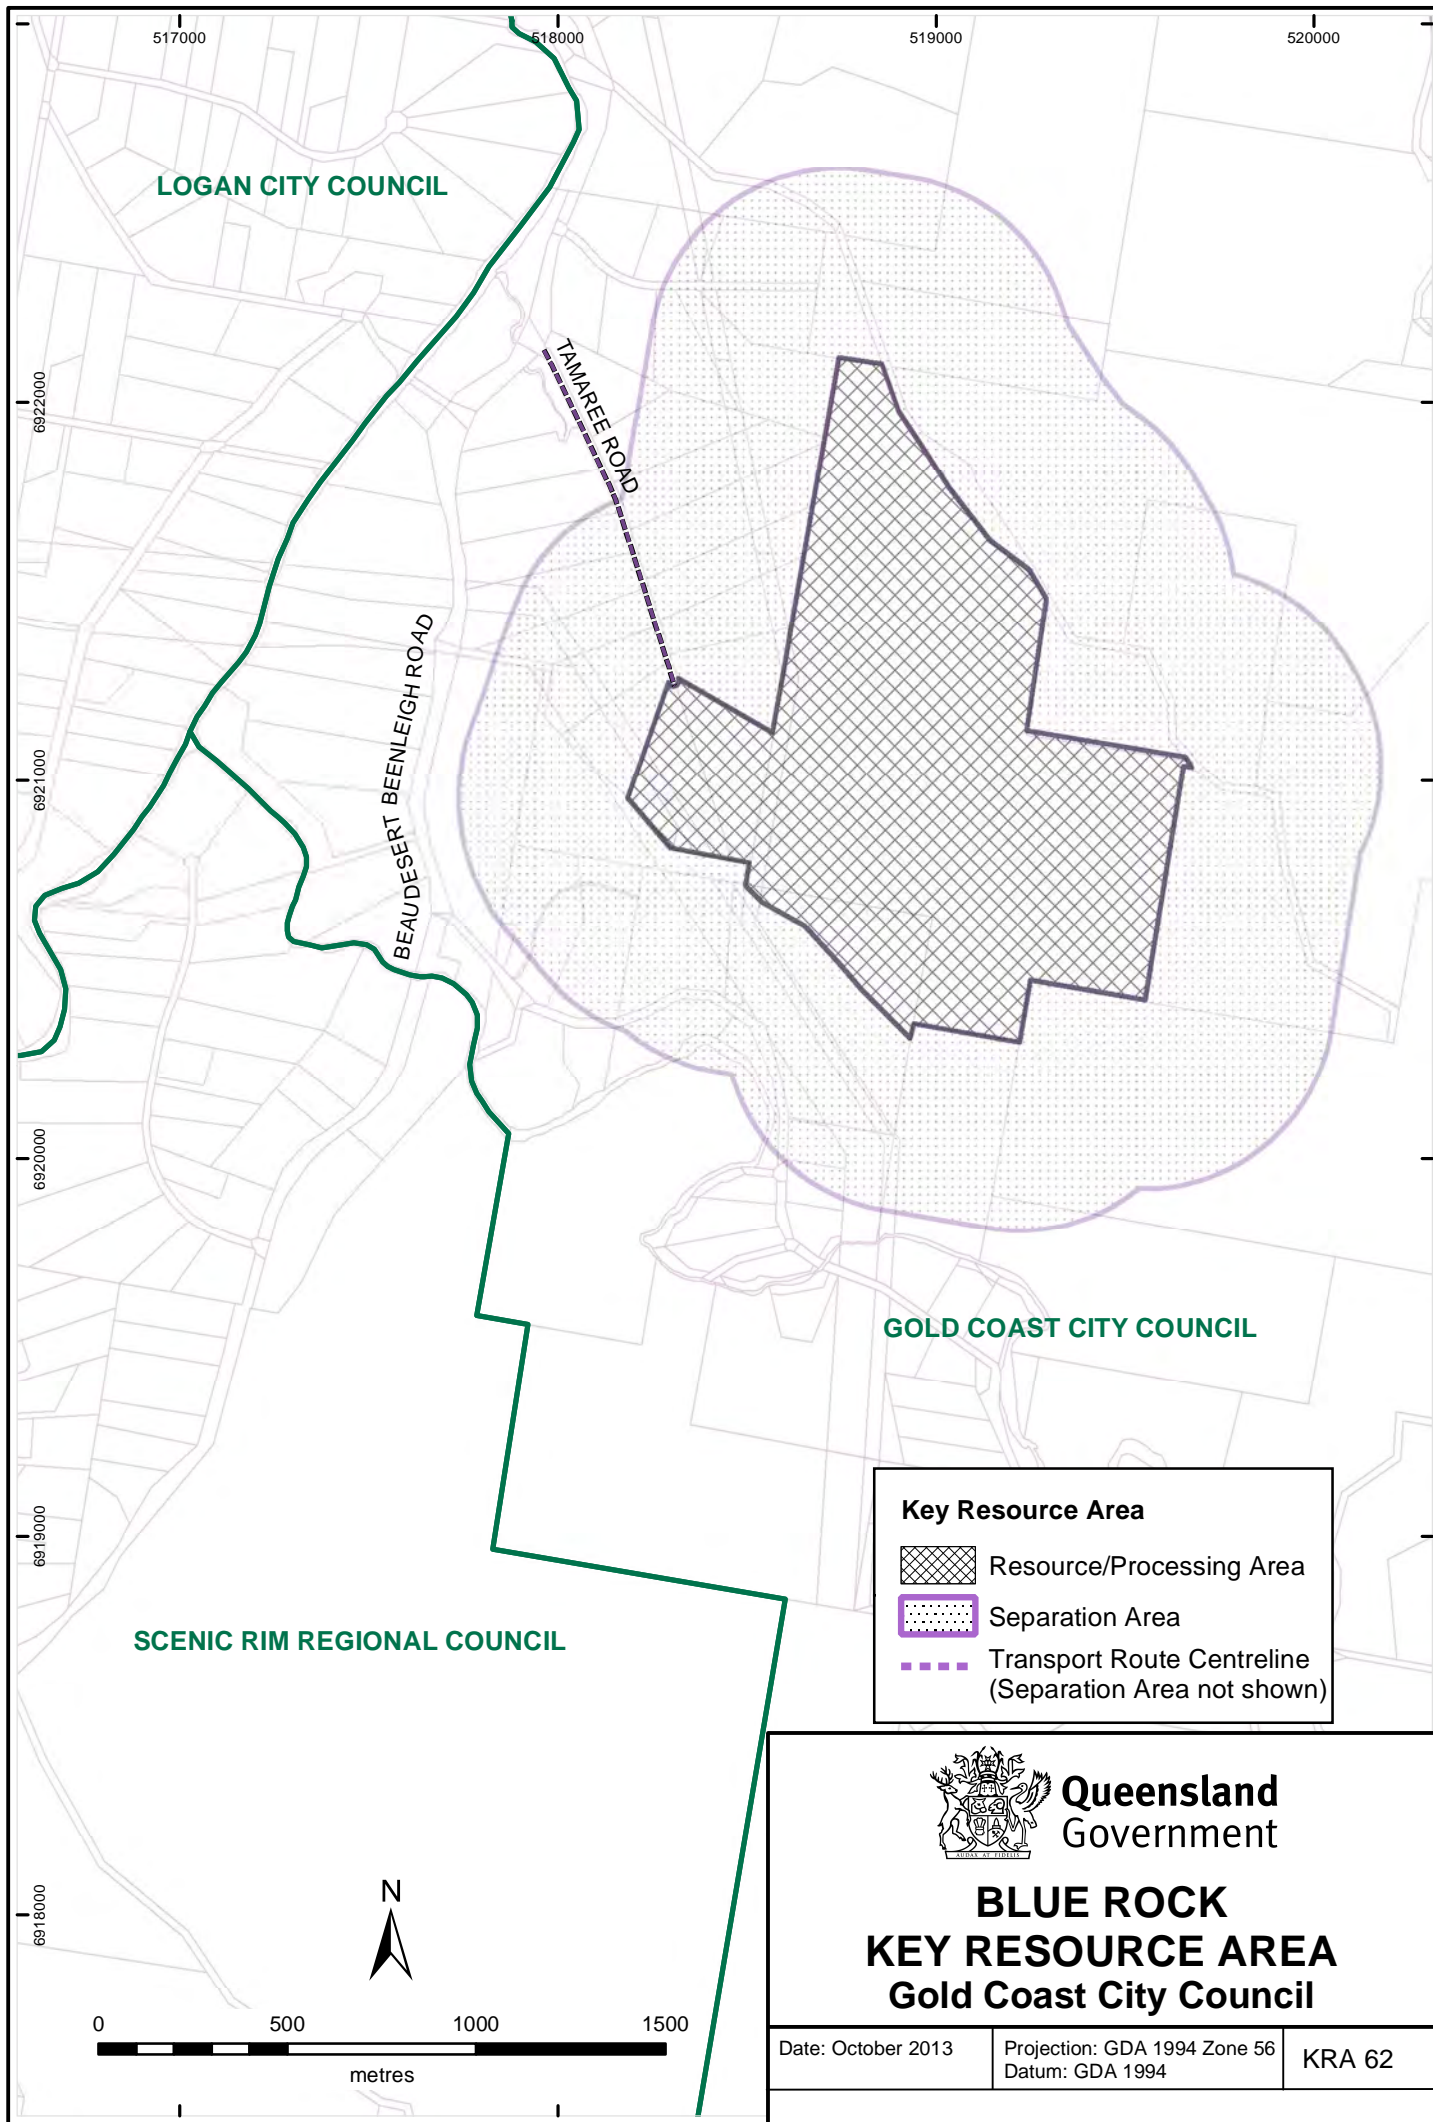 517000
518000
519000
520000
LOGAN CITY COUNCIL
TAMAREE ROAD
6922000
BEAUDESERT BEENLEIGH ROAD
6921000
6920000
GOLD COAST CITY COUNCIL
6919000
Key Resource Area
Resource/Processing Area
Separation Area
Transport Route Centreline
(Separation Area not shown)
SCENIC RIM REGIONAL COUNCIL
Queensland
Government
AUDAX AT FIDELIS
6918000
N
BLUE ROCK
KEY RESOURCE AREA
Gold Coast City Council
0 500 1000 1500
metres
Date: October 2013
Projection: GDA 1994 Zone 56
Datum: GDA 1994
KRA 62